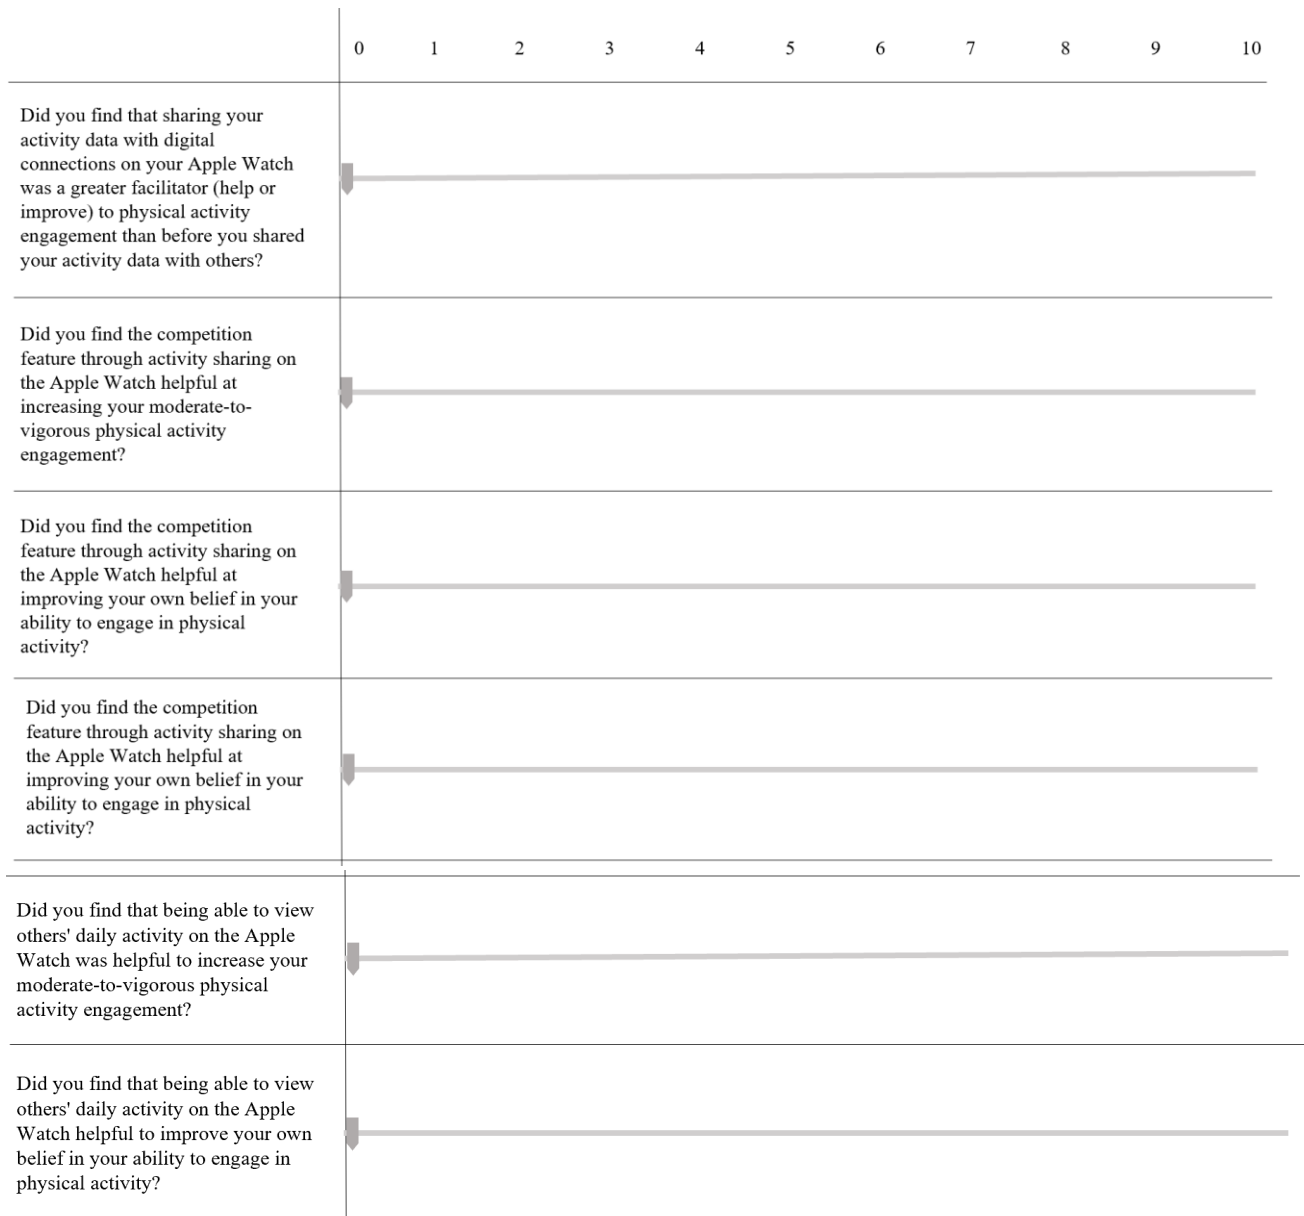 0 1 2 3 4 5 6 7 8 9 10
Did you find that sharing your
activity data with digital
connections on your Apple Watch
was a greater facilitator (help or
improve) to physical activity
engagement than before you shared
your activity data with others?
Did you find the competition
feature through activity sharing on
the Apple Watch helpful at
increasing your moderate-to-
vigorous physical activity
engagement?
Did you find the competition
feature through activity sharing on
the Apple Watch helpful at
improving your own belief in your
ability to engage in physical
activity?
Did you find the competition
feature through activity sharing on
the Apple Watch helpful at
improving your own belief in your
ability to engage in physical
activity?
Did you find that being able to view
others' daily activity on the Apple
Watch was helpful to increase your
moderate-to-vigorous physical
activity engagement?
Did you find that being able to view
others' daily activity on the Apple
Watch helpful to improve your own
belief in your ability to engage in
physical activity?